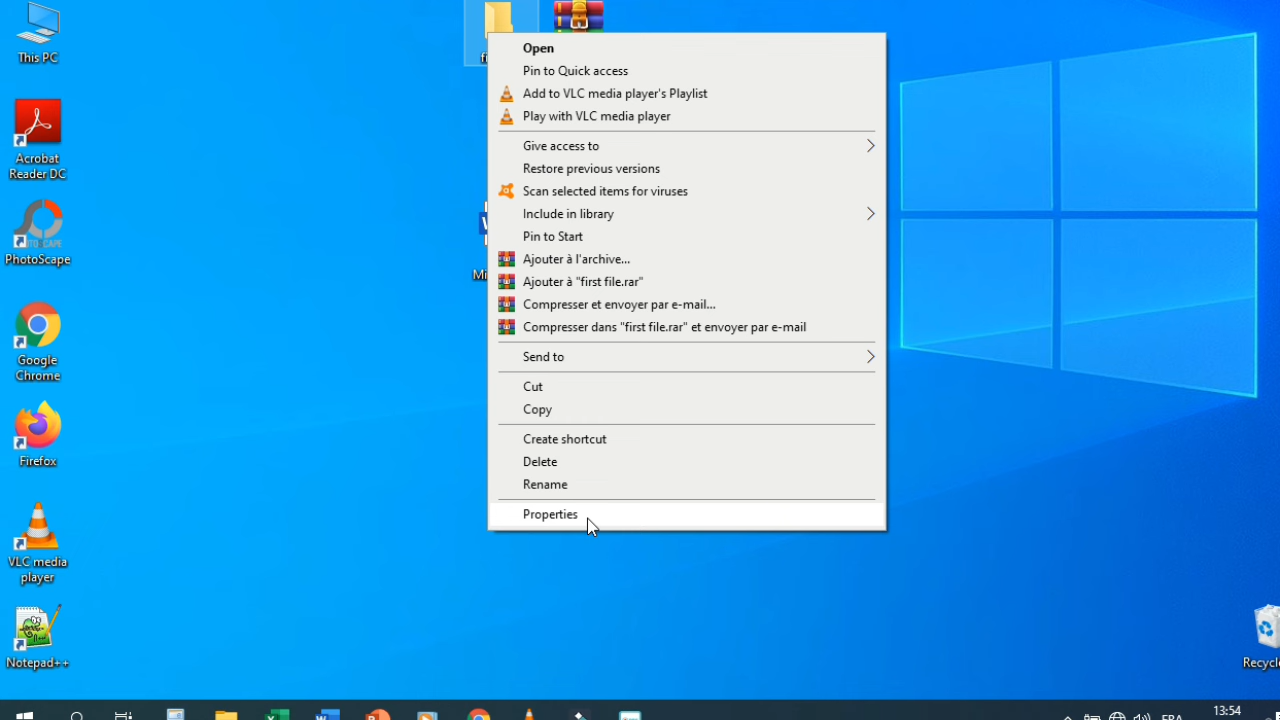 This PC
Acrobat
Reader DC
PhotoScape
Google
Chrome
Firefox
VLC media
player
Notepad++
Open
Pin to Quick access
Add to VLC media player's Playlist
Play with VLC media player
Give access to
Restore previous versions
Scan selected items for viruses
Include in library
Pin to Start
Ajouter à l'archive...
Ajouter à "first file.rar"
Compresser et envoyer par e-mail...
Compresser dans "first file.rar" et envoyer par e-mail
Send to
Cut
Copy
Create shortcut
Delete
Rename
Properties
Recycle
13:54
FRA